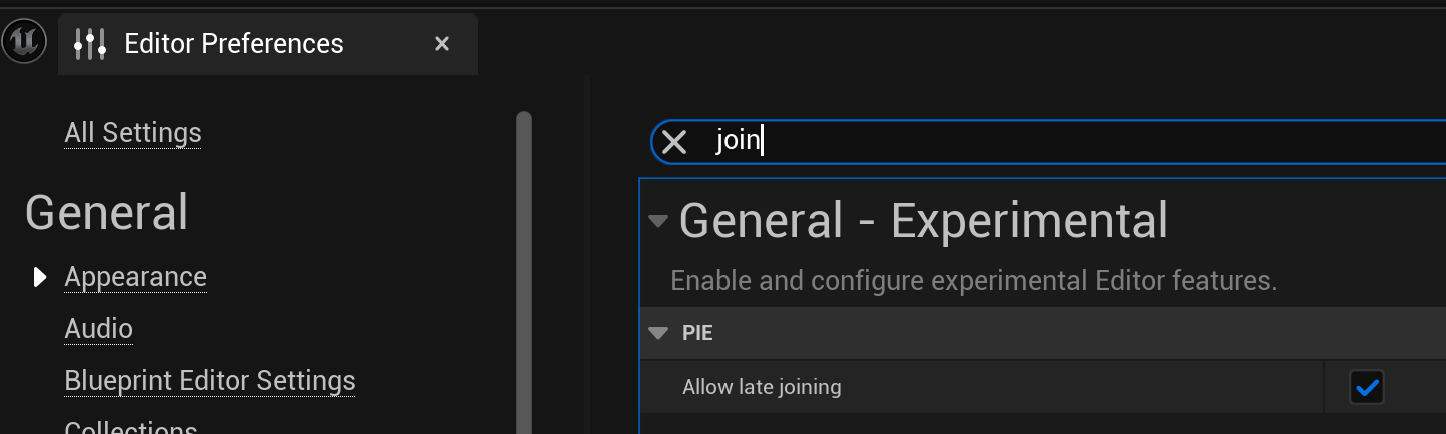 Editor Preferences
All Settings
General
Appearance
Audio
Blueprint Editor Settings
Collections
join
General - Experimental
Enable and configure experimental Editor features.
PIE
Allow late joining